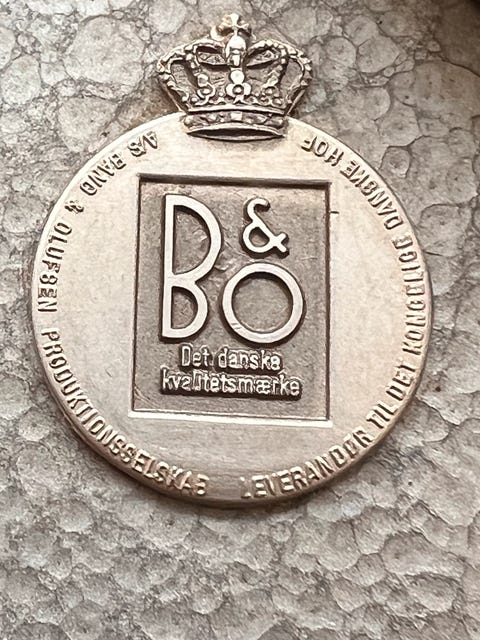 A/S BANG & OLUFSEN PRODUKTIONSSELSKAB LEVERANDØR TIL DET KONGELIGE DANSKE HOF
B&O
Det danske
kvalitetsmærke